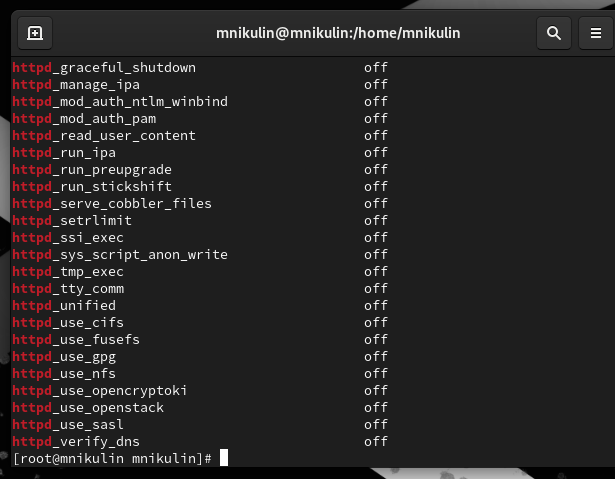 mnikulin@mnikulin:/home/mnikulin
httpd_graceful_shutdown off
httpd_manage_ipa off
httpd_mod_auth_ntlm_winbind off
httpd_mod_auth_pam off
httpd_read_user_content off
httpd_run_ipa off
httpd_run_preupgrade off
httpd_run_stickshift off
httpd_serve_cobbler_files off
httpd_setrlimit off
httpd_ssi_exec off
httpd_sys_script_anon_write off
httpd_tmp_exec off
httpd_tty_comm off
httpd_unified off
httpd_use_cifs off
httpd_use_fusefs off
httpd_use_gpg off
httpd_use_nfs off
httpd_use_opencryptoki off
httpd_use_openstack off
httpd_use_sasl off
httpd_verify_dns off
[root@mnikulin mnikulin]#